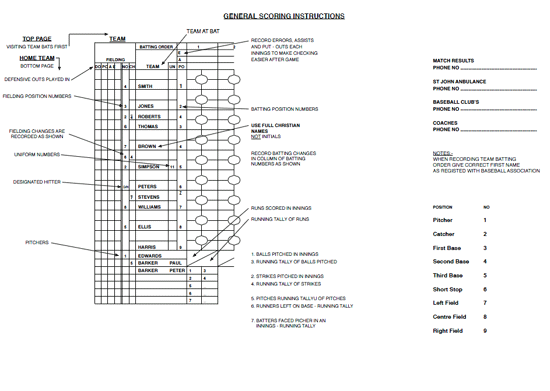 GENERAL SCORING INSTRUCTIONS
TEAM AT BAT
TOP PAGE
VISITING TEAM BATS FIRST
HOME TEAM
BOTTOM PAGE
DEFENSIVE OUTS PLAYED IN
FIELDING POSITION NUMBERS
FIELDING CHANGES ARE
RECORDED AS SHOWN
UNIFORM NUMBERS
DESIGNATED HITTER
PITCHERS
TEAM
BATTING ORDER 1 2
E
FIELDING A
PO A E NO CH TEAM UN PO
4 SMITH 1
3 JONES 2
2 ROBERTS 4
8 THOMAS 3
7 BROWN 4
8 4
2 SIMPSON 11 5
DH PETERS 6
7 STEVENS
6 WILLIAMS 7
5 ELLIS 8
HARRIS 9
1 EDWARDS
5 BARKER PAUL
BARKER PETER 1 3
2 4
5
6
7
RECORD ERRORS, ASSISTS
AND PUT - OUTS EACH
INNINGS TO MAKE CHECKING
EASIER AFTER GAME
BATTING POSITION NUMBERS
USE FULL CHRISTIAN
NAMES
NOT INITIALS
RECORD BATTING CHANGES
IN COLUMN OF BATTING
NUMBERS AS SHOWN
RUNS SCORED IN INNINGS
RUNNING TALLY OF RUNS
1. BALLS PITCHED IN INNINGS
3. RUNNING TALLY OF BALLS PITCHED
2. STRIKES PITCHED IN INNINGS
4. RUNNING TALLY OF STRIKES
5. PITCHES RUNNING TALLYU OF PITCHES
6. RUNNERS LEFT ON BASE - RUNNING TALLY
7. BATTERS FACED PICHER IN AN
INNINGS - RUNNING TALLY
MATCH RESULTS
PHONE NO
ST JOHN AMBULANCE
PHONE NO
BASEBALL CLUB'S
PHONE NO
COACHES
PHONE NO
NOTES:-
WHEN RECORDING TEAM BATTING
ORDER GIVE CORRECT FIRST NAME
AS REGISTED WITH BASEBALL ASSOCIATION
POSITION NO
Pitcher 1
Catcher 2
First Base 3
Second Base 4
Third Base 5
Short Stop 6
Left Field 7
Centre Field 8
Right Field 9